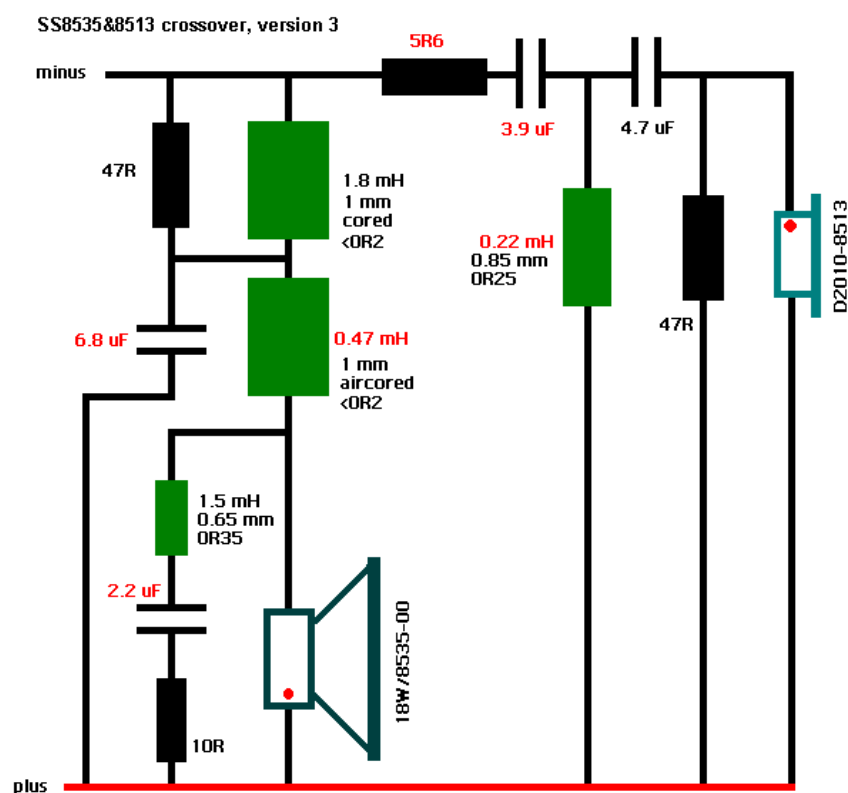 SS8535&8513 crossover, version 3
minus
5R6
3.9 uF
4.7 uF
47R
1.8 mH
1 mm
cored
<0R2
0.22 mH
0.85 mm
0R25
47R
D2010-8513
6.8 uF
0.47 mH
1 mm
aircored
<0R2
1.5 mH
0.65 mm
0R35
2.2 uF
18W/8535-00
10R
plus